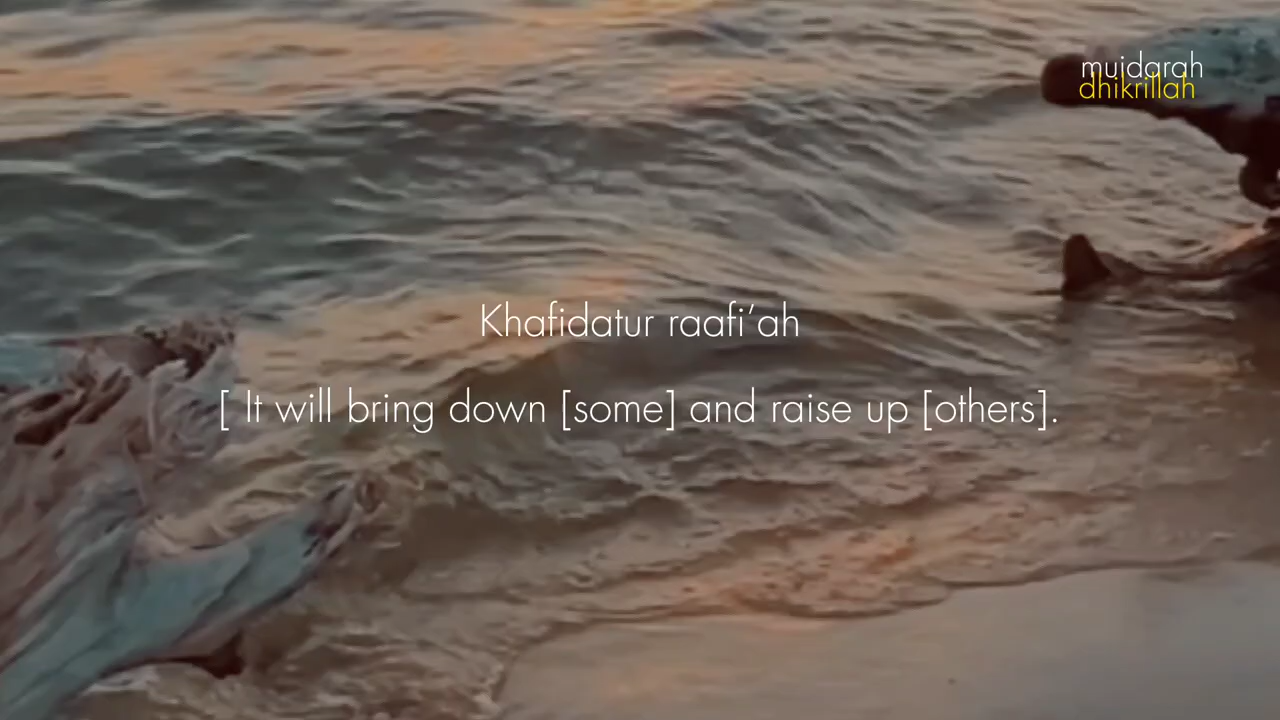 muidarah
dhikrillah
Khafidatur raafi’ah
[ It will bring down [some] and raise up [others].